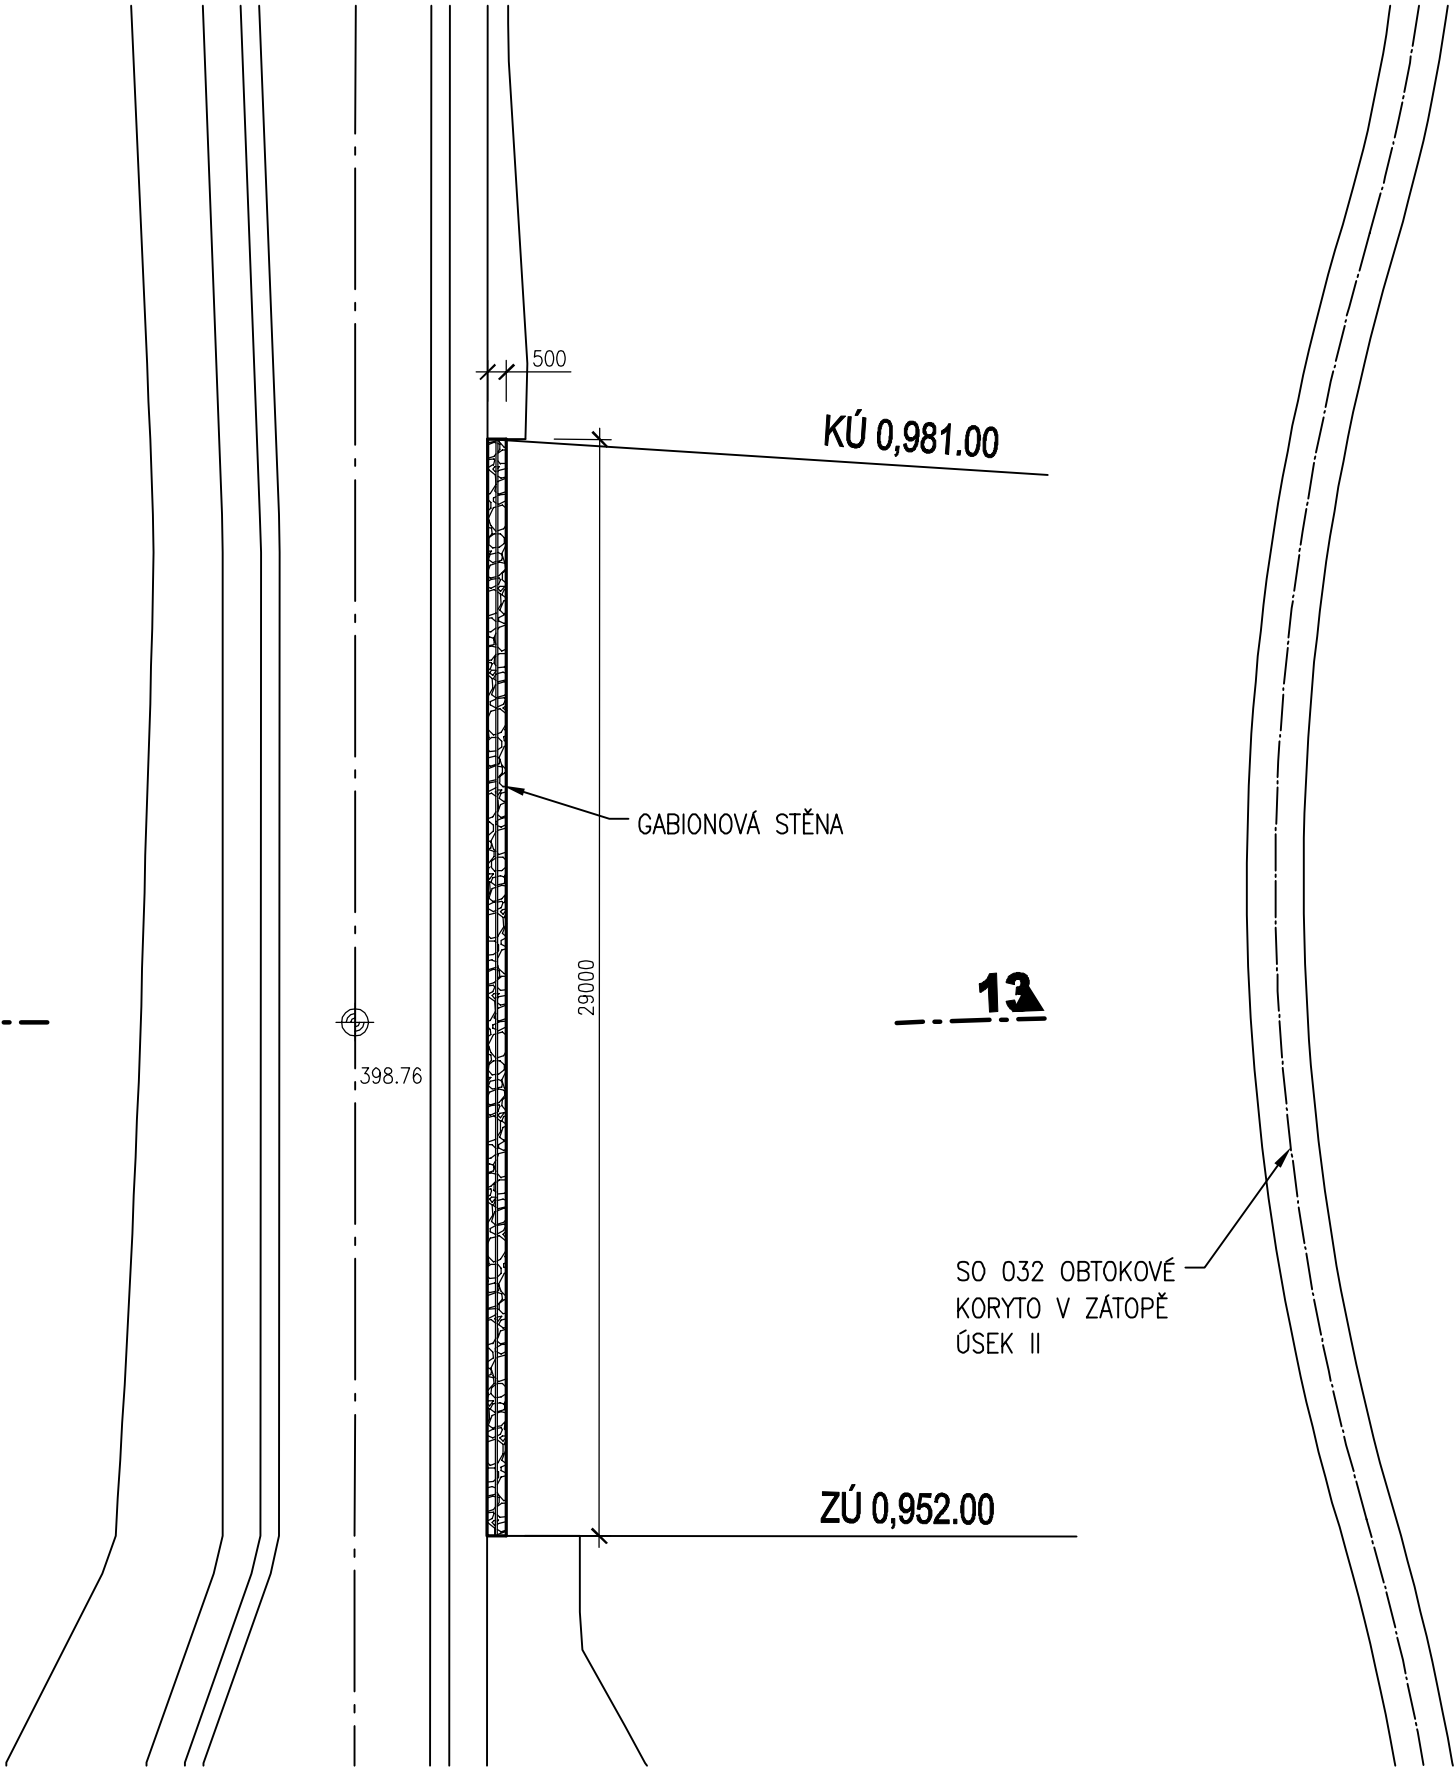 500
KÚ 0,981.00
GABIONOVÁ STĚNA
29000
13
398.76
SO 032 OBTOKOVÉ
KORYTO V ZÁTOPĚ
ÚSEK II
ZÚ 0,952.00